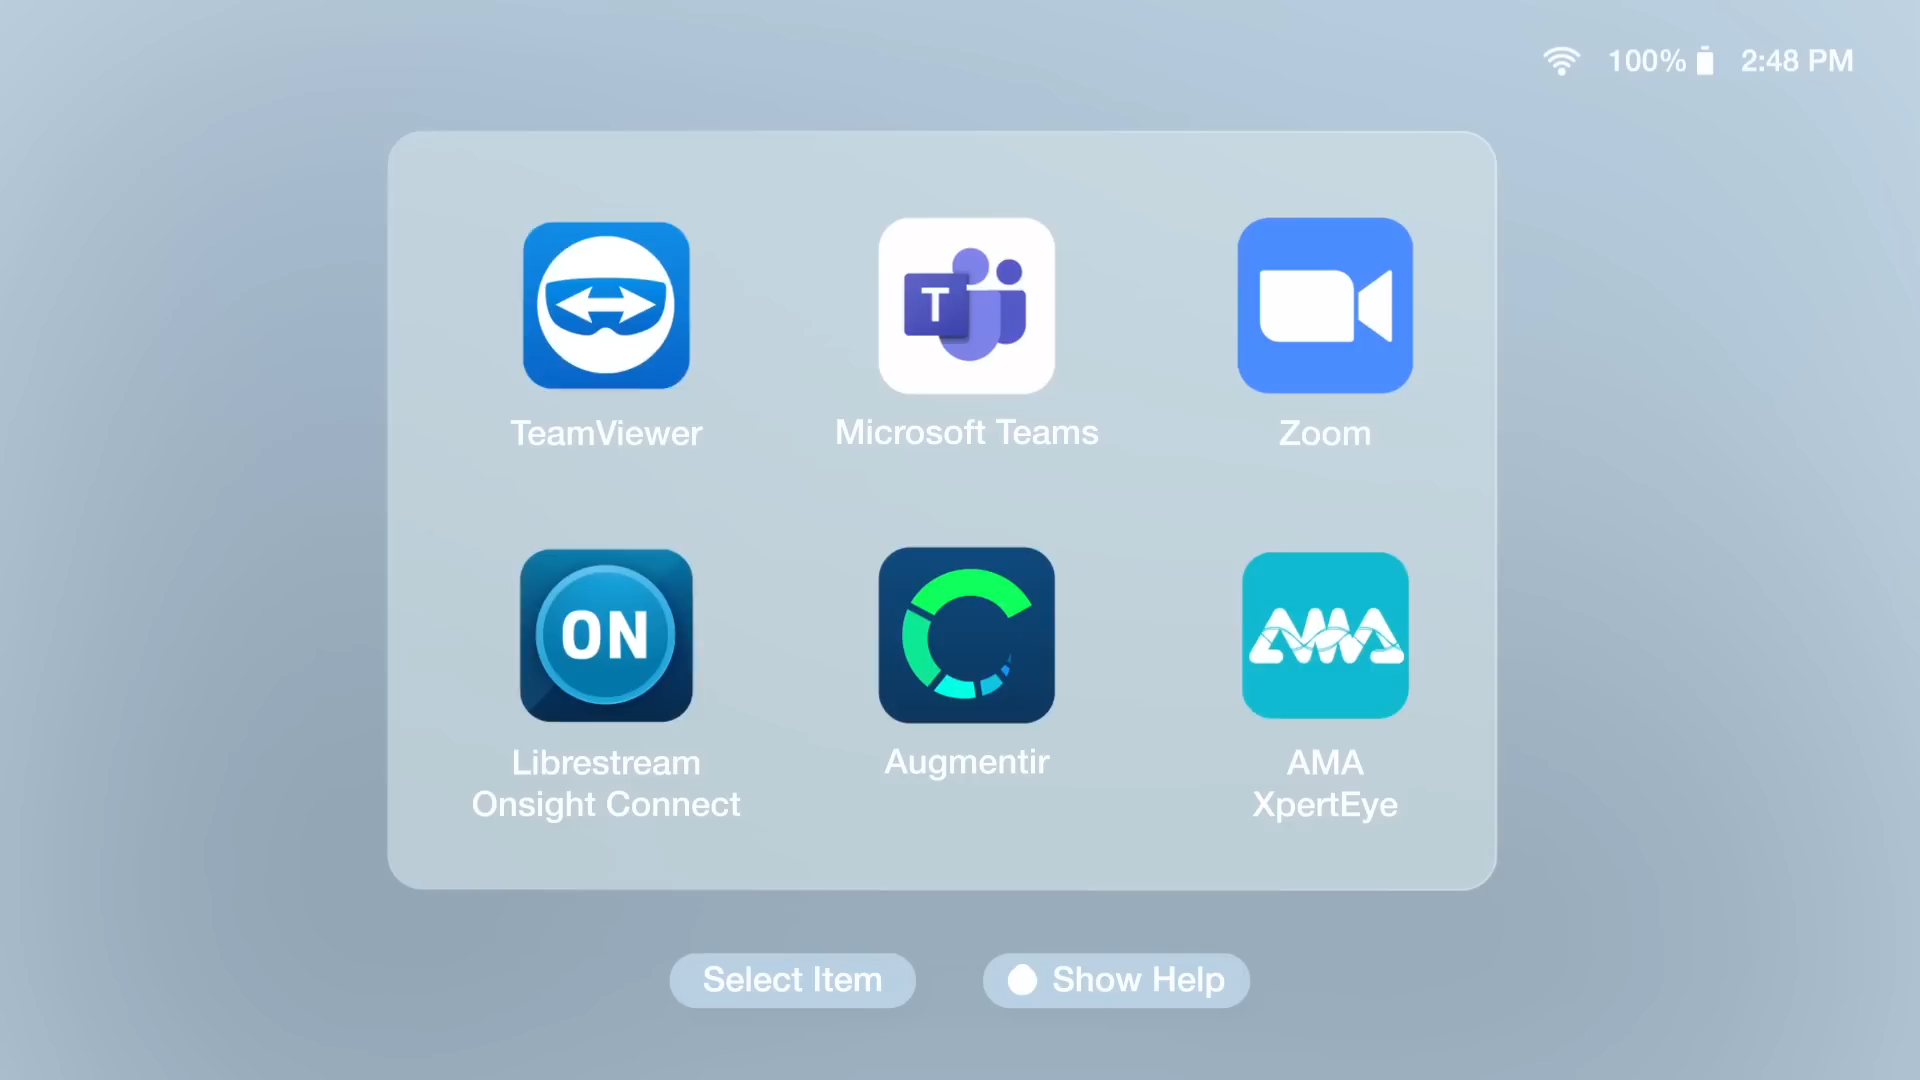 100% 2:48 PM
TeamViewer
T
Microsoft Teams
Zoom
ON
Librestream
Onsight Connect
Augmentir
AMA
AMA
XpertEye
Select Item
Show Help